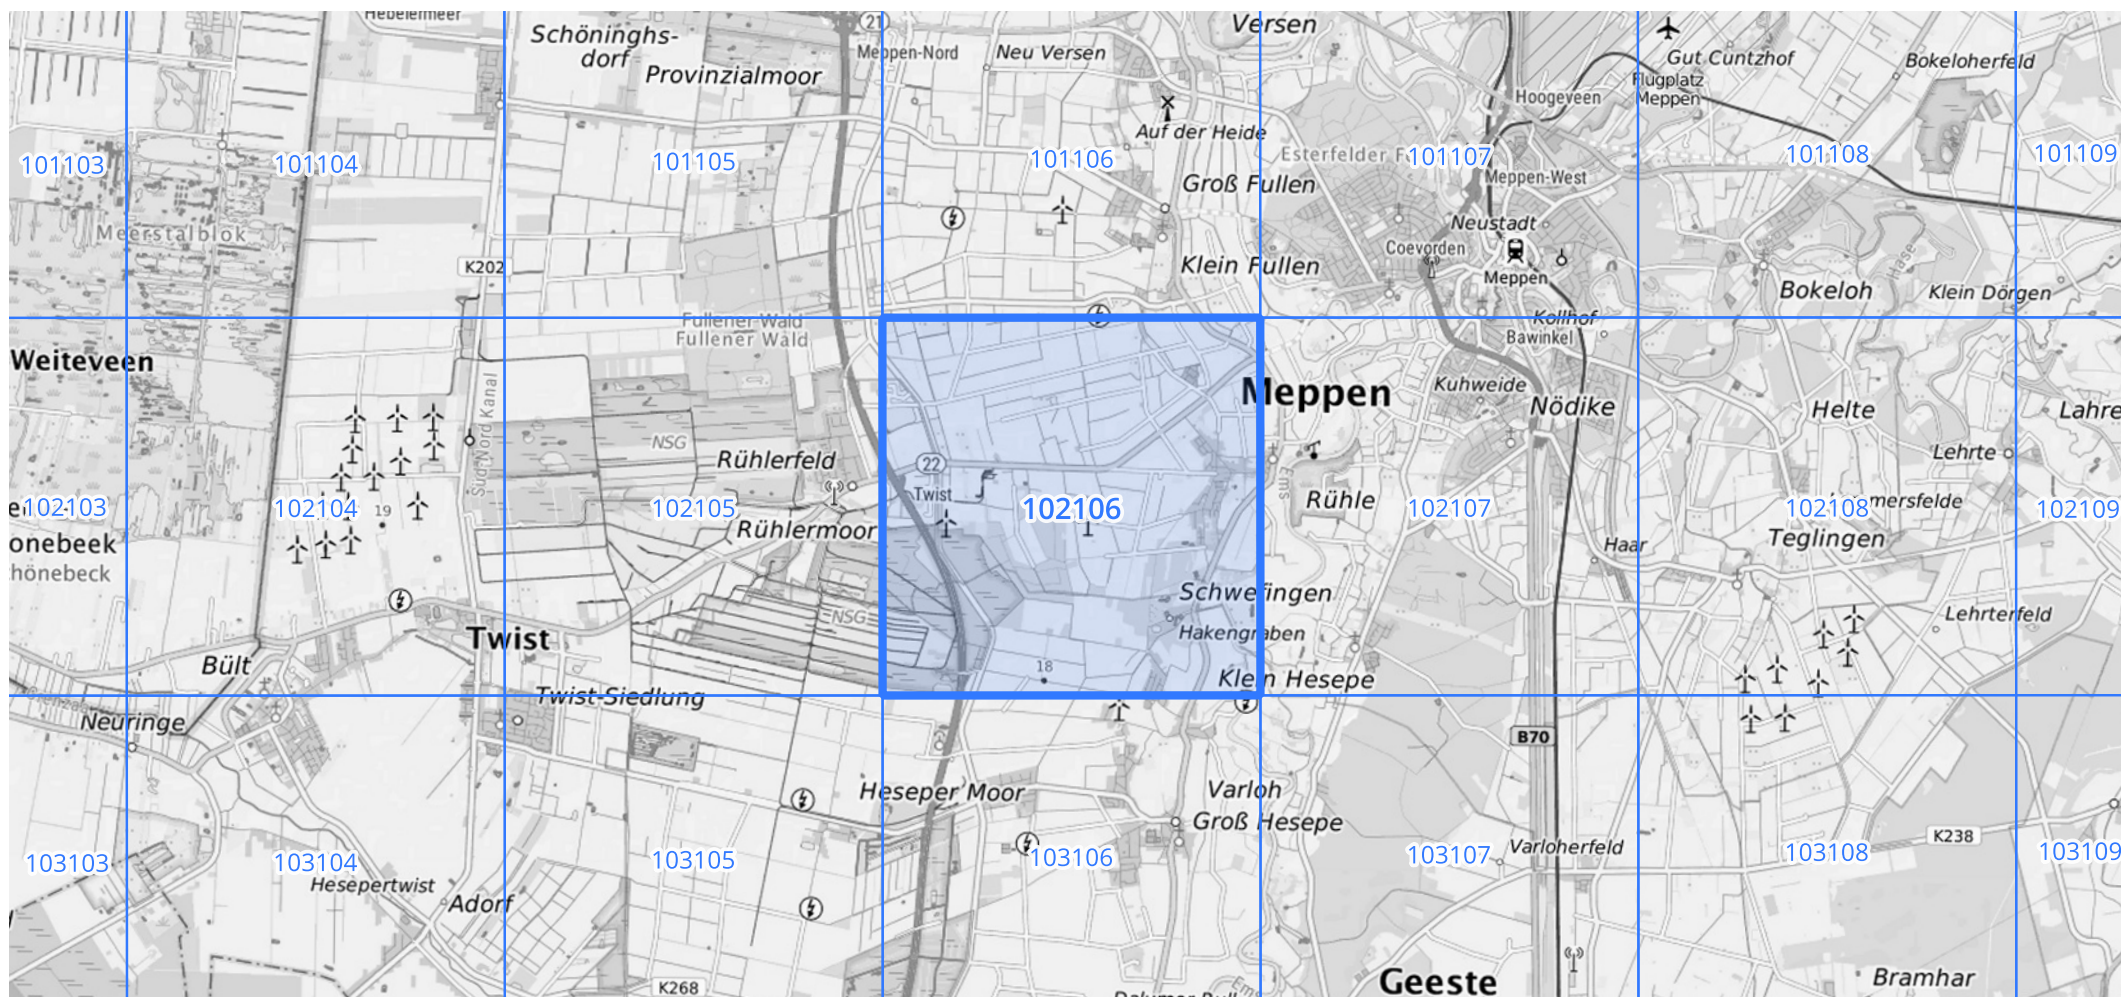 Hebelermeer
Schöninghs-
dorf
Provinzialmoor
21
Meppen-Nord
Neu Versen
Versen
Gut Cuntzhof
Bokeloherfeld
Flugplatz
Meppen
Hoogeveen
Auf der Heide
101103
101104
101105
101106
Esterfelder F
101107
101108
101109
Meppen-West
Groß Fullen
Meerstalblok
Neustadt
Coevorden
Hase
K202
Klein Fullen
Meppen
Bokeloh
Klein Dörgen
Fullener Wald
Fullener Wald
Kollhof
Bawinkel
Weiteveen
Süd-Nord Kanal
Meppen
Kuhweide
Nödike
Helte
Lahre
NSG
Rühlerfeld
22
Lehrte
Twist
Ems
Rühle
mersfelde
102103
102104
19
102105
102106
102107
102108
102109
Rühlermoor
onebeek
hönebeck
Haar
Teglingen
Schwefingen
NSG
Lehrterfeld
Twist
Hakengraben
Bült
18
Klein Hesepe
Twist-Siedlung
Neuringe
B70
Heseper Moor
Varloh
Groß Hesepe
K238
Varloherfeld
103103
103104
103105
103106
103107
103108
103109
Hesepertwist
Adorf
K268
Geeste
Bramhar
Ems